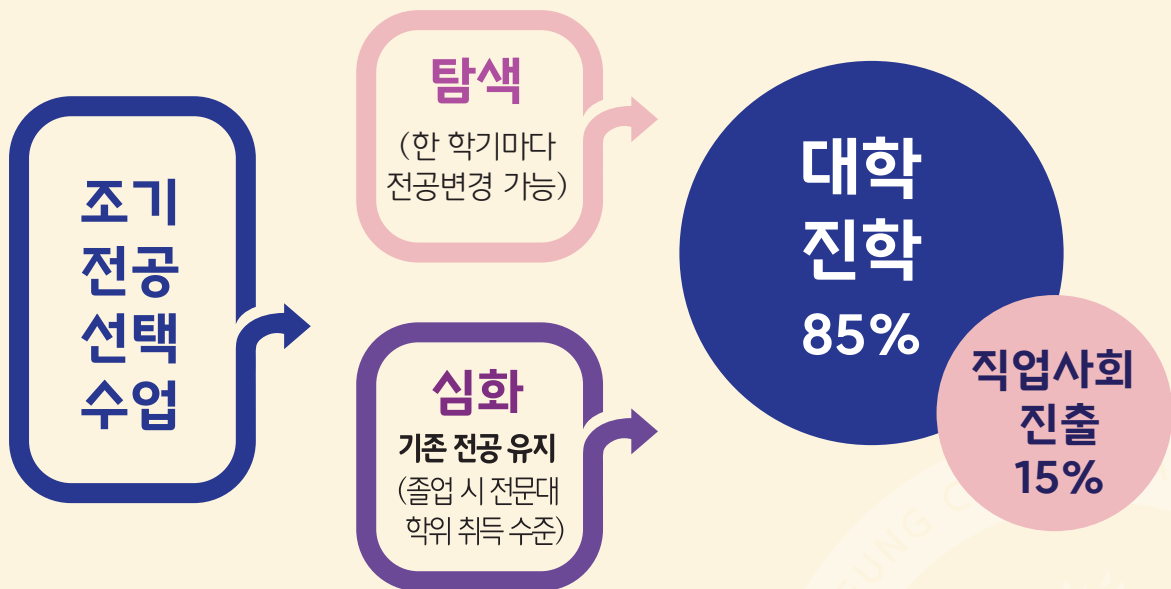 조기
전공
선택
수업
탐색
(한 학기마다
전공변경 가능)
심화
기존 전공 유지
(졸업 시 전문대
학위 취득 수준)
대학
진학
85%
직업사회
진출
15%